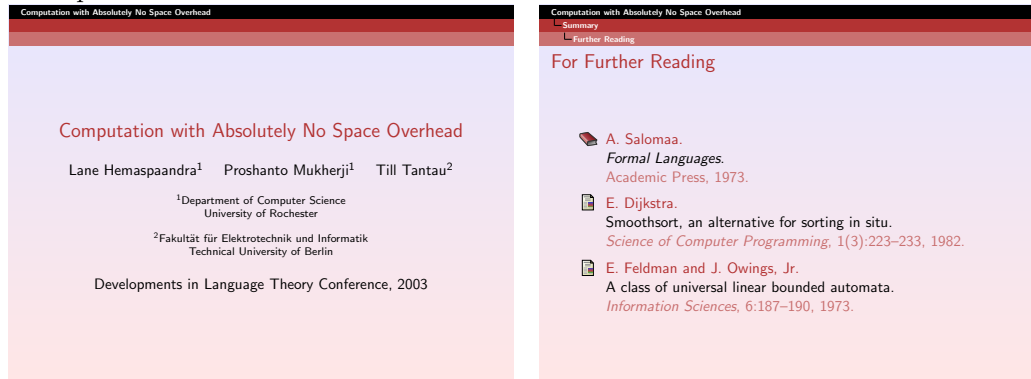 Computation with Absolutely No Space Overhead
Computation with Absolutely No Space Overhead
Lane Hemaspaandra¹ Proshanto Mukherji¹ Till Tantau²
¹Department of Computer Science
University of Rochester
²Fakultät für Elektrotechnik und Informatik
Technical University of Berlin
Developments in Language Theory Conference, 2003
Computation with Absolutely No Space Overhead
Summary
Further Reading
For Further Reading
A. Salomaa.
Formal Languages.
Academic Press, 1973.
E. Dijkstra.
Smoothsort, an alternative for sorting in situ.
Science of Computer Programming, 1(3):223–233, 1982.
E. Feldman and J. Owings, Jr.
A class of universal linear bounded automata.
Information Sciences, 6:187–190, 1973.